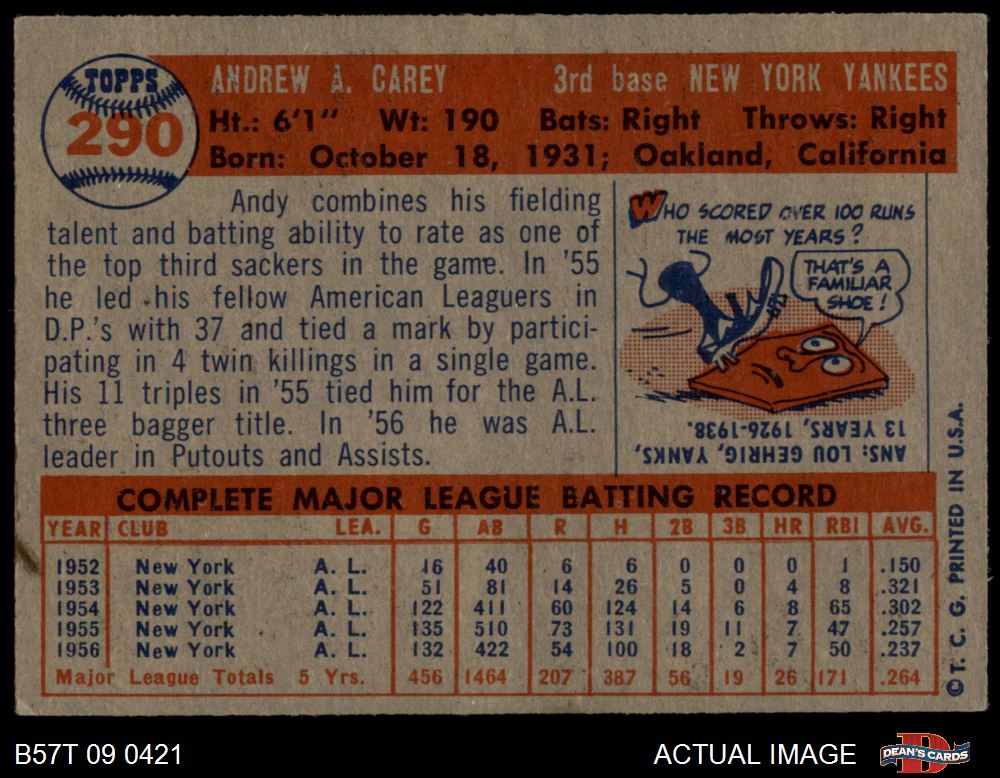 TOPPS
290
ANDREW A. CAREY 3rd base NEW YORK YANKEES
Ht.: 6'1" Wt: 190 Bats: Right Throws: Right
Born: October 18, 1931; Oakland, California
Andy combines his fielding
talent and batting ability to rate as one of
the top third sackers in the game. In '55
he led his fellow American Leaguers in
D.P.'s with 37 and tied a mark by partici-
pating in 4 twin killings in a single game.
His 11 triples in '55 tied him for the A.L.
three bagger title. In '56 he was A.L.
leader in Putouts and Assists.
WHO SCORED OVER 100 RUNS
THE MOST YEARS?
THAT'S A
FAMILIAR
SHOE!
ANS: LOU GEHRIG, YANKS,
13 YEARS, 1926-1938.
COMPLETE MAJOR LEAGUE BATTING RECORD
YEAR CLUB LEA. G AB R H 2B 3B HR RBI AVG.
1952 New York A. L. 16 40 6 6 0 0 0 1 .150
1953 New York A. L. 51 81 14 26 5 0 4 8 .321
1954 New York A. L. 122 411 60 124 14 6 8 65 .302
1955 New York A. L. 135 510 73 131 19 11 7 47 .257
1956 New York A. L. 132 422 54 100 18 2 7 50 .237
Major League Totals 5 Yrs. 456 1464 207 387 56 19 26 171 .264
© T. C. G. PRINTED IN U.S.A.
B57T 09 0421 ACTUAL IMAGE
DEAN'S CARDS